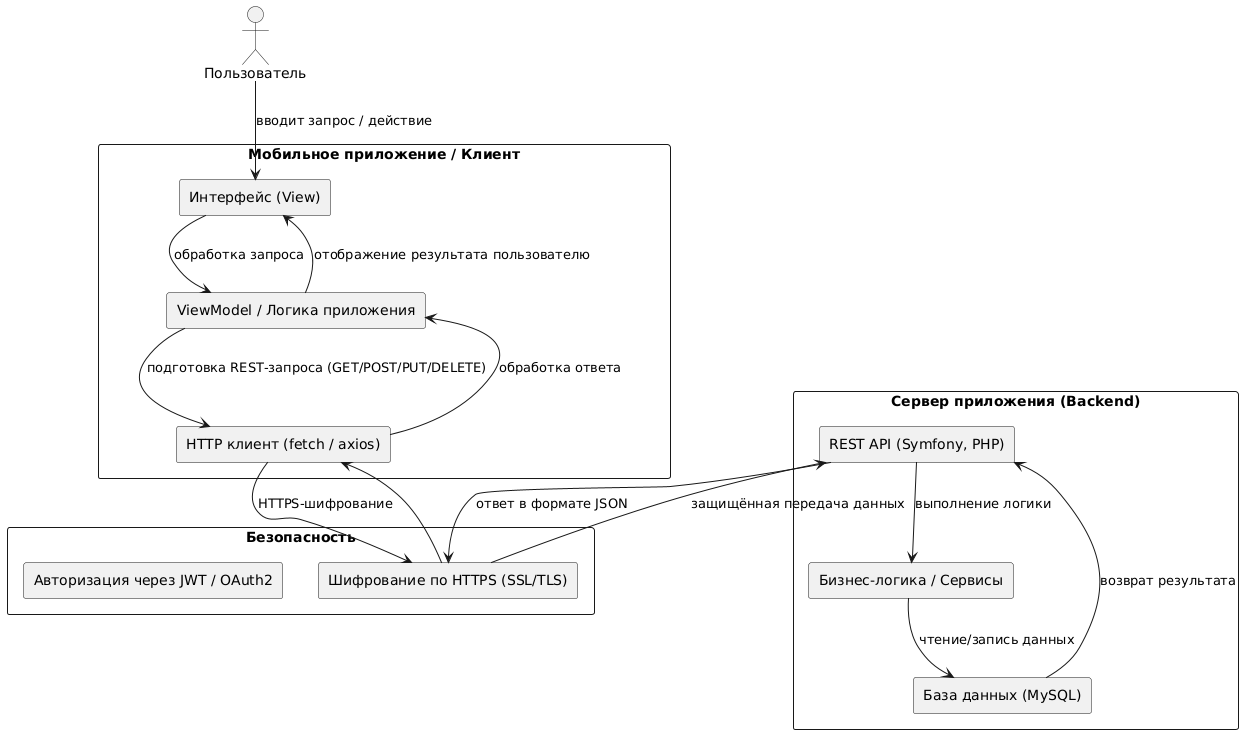 Пользователь
вводит запрос / действие
Мобильное приложение / Клиент
Интерфейс (View)
обработка запроса
отображение результата пользователю
ViewModel / Логика приложения
подготовка REST-запроса (GET/POST/PUT/DELETE)
обработка ответа
HTTP клиент (fetch / axios)
Сервер приложения (Backend)
REST API (Symfony, PHP)
HTTPS-шифрование
ответ в формате JSON
защищённая передача данных
выполнение логики
Безопасность
Авторизация через JWT / OAuth2
Шифрование по HTTPS (SSL/TLS)
Бизнес-логика / Сервисы
возврат результата
чтение/запись данных
База данных (MySQL)